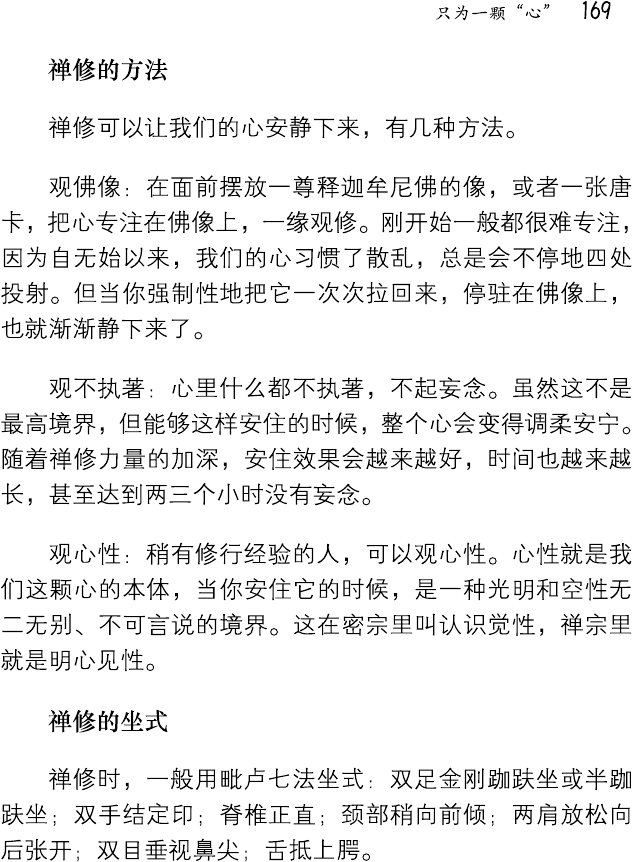 只为一颗“心” 169
禅修的方法
禅修可以让我们的心安静下来，有几种方法。
观佛像：在面前摆放一尊释迦牟尼佛的像，或者一张唐
卡，把心专注在佛像上，一缘观修。刚开始一般都很难专注，
因为自无始以来，我们的心习惯了散乱，总是会不停地四处
投射。但当你强制性地把它一次次拉回来，停驻在佛像上，
也就渐渐静下来了。
观不执著：心里什么都不执著，不起妄念。虽然这不是
最高境界，但能够这样安住的时候，整个心会变得调柔安宁。
随着禅修力量的加深，安住效果会越来越好，时间也越来越
长，甚至达到两三个小时没有妄念。
观心性：稍有修行经验的人，可以观心性。心性就是我
们这颗心的本体，当你安住它的时候，是一种光明和空性无
二无别、不可言说的境界。这在密宗里叫认识觉性，禅宗里
就是明心见性。
禅修的坐式
禅修时，一般用毗卢七法坐式：双足金刚跏趺坐或半跏
趺坐；双手结定印；脊椎正直；颈部稍向前倾；两肩放松向
后张开；双目垂视鼻尖；舌抵上腭。